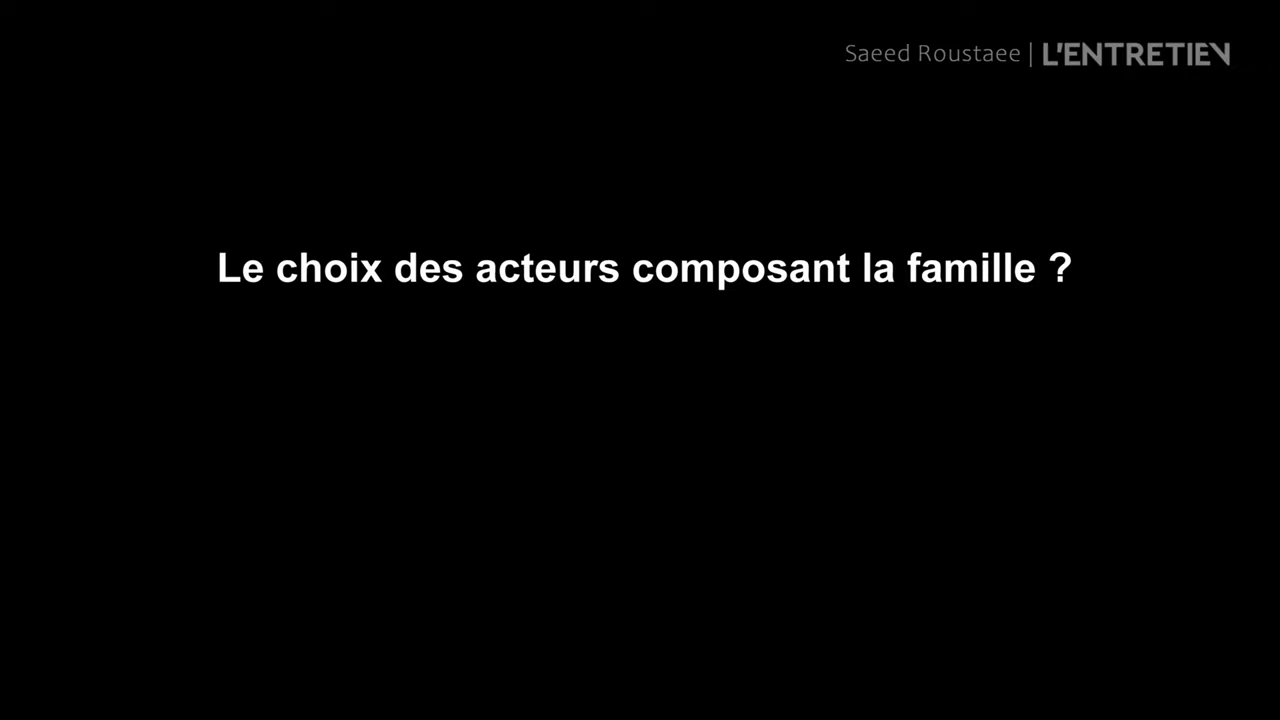 Saeed Roustaee | L'ENTRETIEN
Le choix des acteurs composant la famille ?